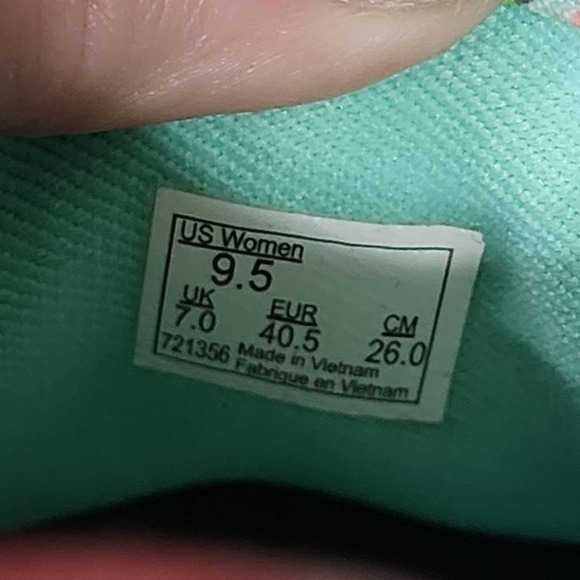 US Women
9.5
UK EUR CM
7.0 40.5 26.0
721356 Made in Vietnam
Fabrique en Vietnam